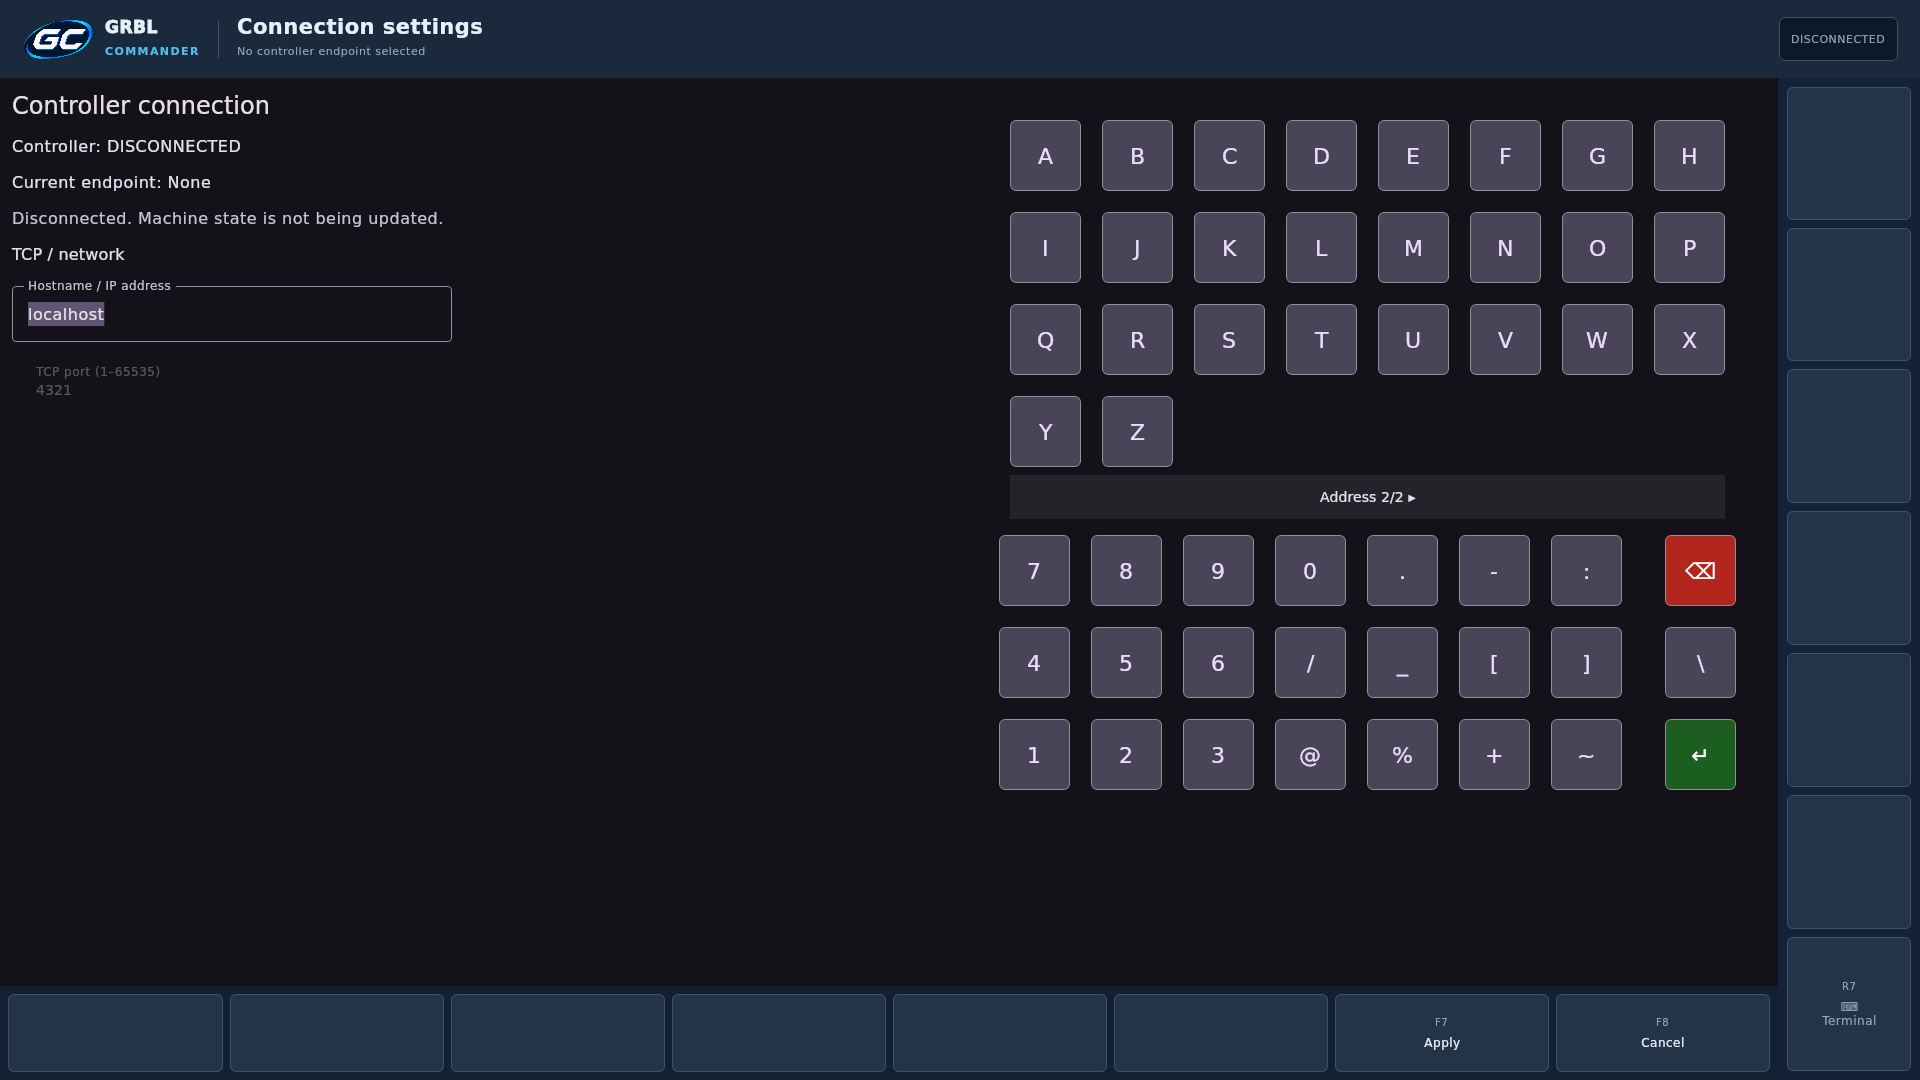 GC
GRBL
COMMANDER
Connection settings
No controller endpoint selected
DISCONNECTED
Controller connection
Controller: DISCONNECTED
Current endpoint: None
Disconnected. Machine state is not being updated.
TCP / network
Hostname / IP address
localhost
TCP port (1–65535)
4321
A B C D E F G H
I J K L M N O P
Q R S T U V W X
Y Z
Address 2/2 ▸
7 8 9 0 . - : ⌫
4 5 6 / _ [ ] \
1 2 3 @ % + ~ ↵
F7
Apply
F8
Cancel
R7
⌨
Terminal